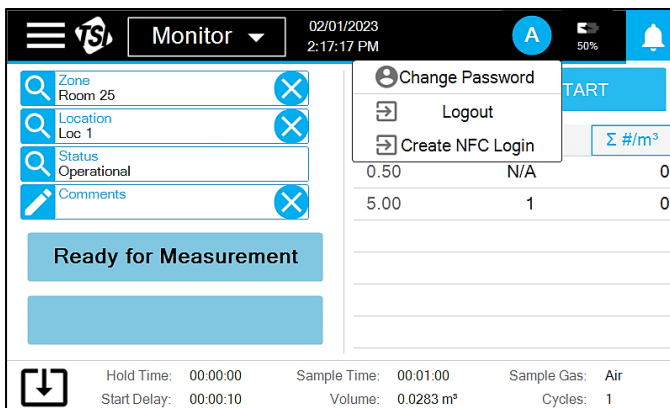 TSI
Monitor
02/01/2023
2:17:17 PM
A
50%
Change Password
Logout
Create NFC Login
Zone
Room 25
Location
Loc 1
Status
Operational
Comments
TART
Σ #/m³
0.50 N/A 0
5.00 1 0
Ready for Measurement
Hold Time: 00:00:00 Sample Time: 00:01:00 Sample Gas: Air
Start Delay: 00:00:10 Volume: 0.0283 m³ Cycles: 1